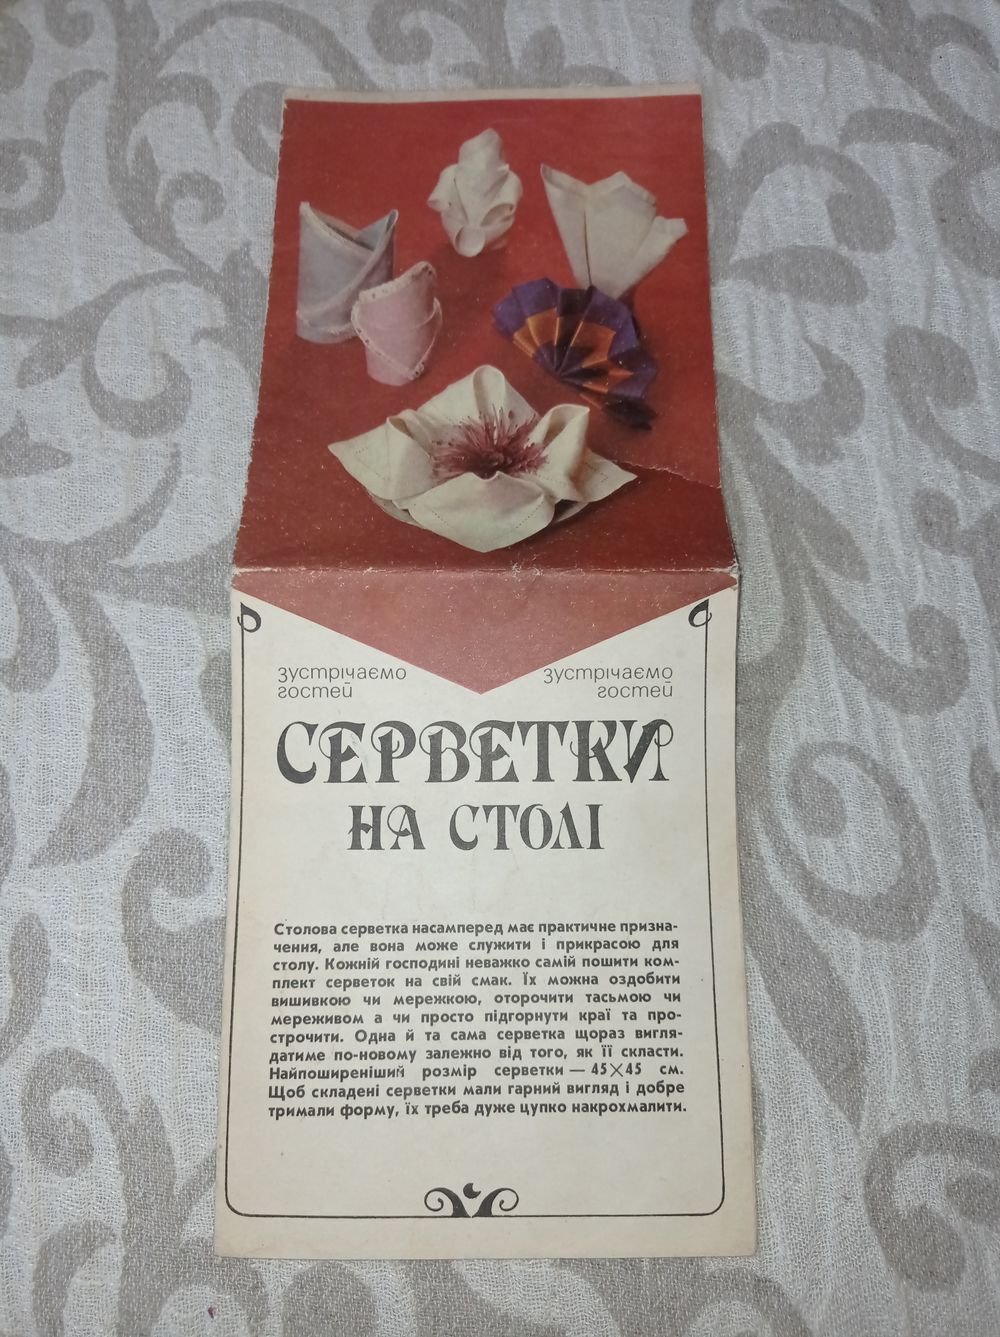 зустрічаємо
гостей
зустрічаємо
гостей
СЕРВЕТКИ
НА СТОЛІ
Столова серветка насамперед має практичне призна-
чення, але вона може служити і прикрасою для
столу. Кожній господині неважко самій пошити ком-
плект серветок на свій смак. Їх можна оздобити
вишивкою чи мережкою, оторочити тасьмою чи
мереживом а чи просто підгорнути краї та про-
строчити. Одна й та сама серветка щораз вигля-
датиме по-новому залежно від того, як її скласти.
Найпоширеніший розмір серветки — 45×45 см.
Щоб складені серветки мали гарний вигляд і добре
тримали форму, їх треба дуже цупко накрохмалити.